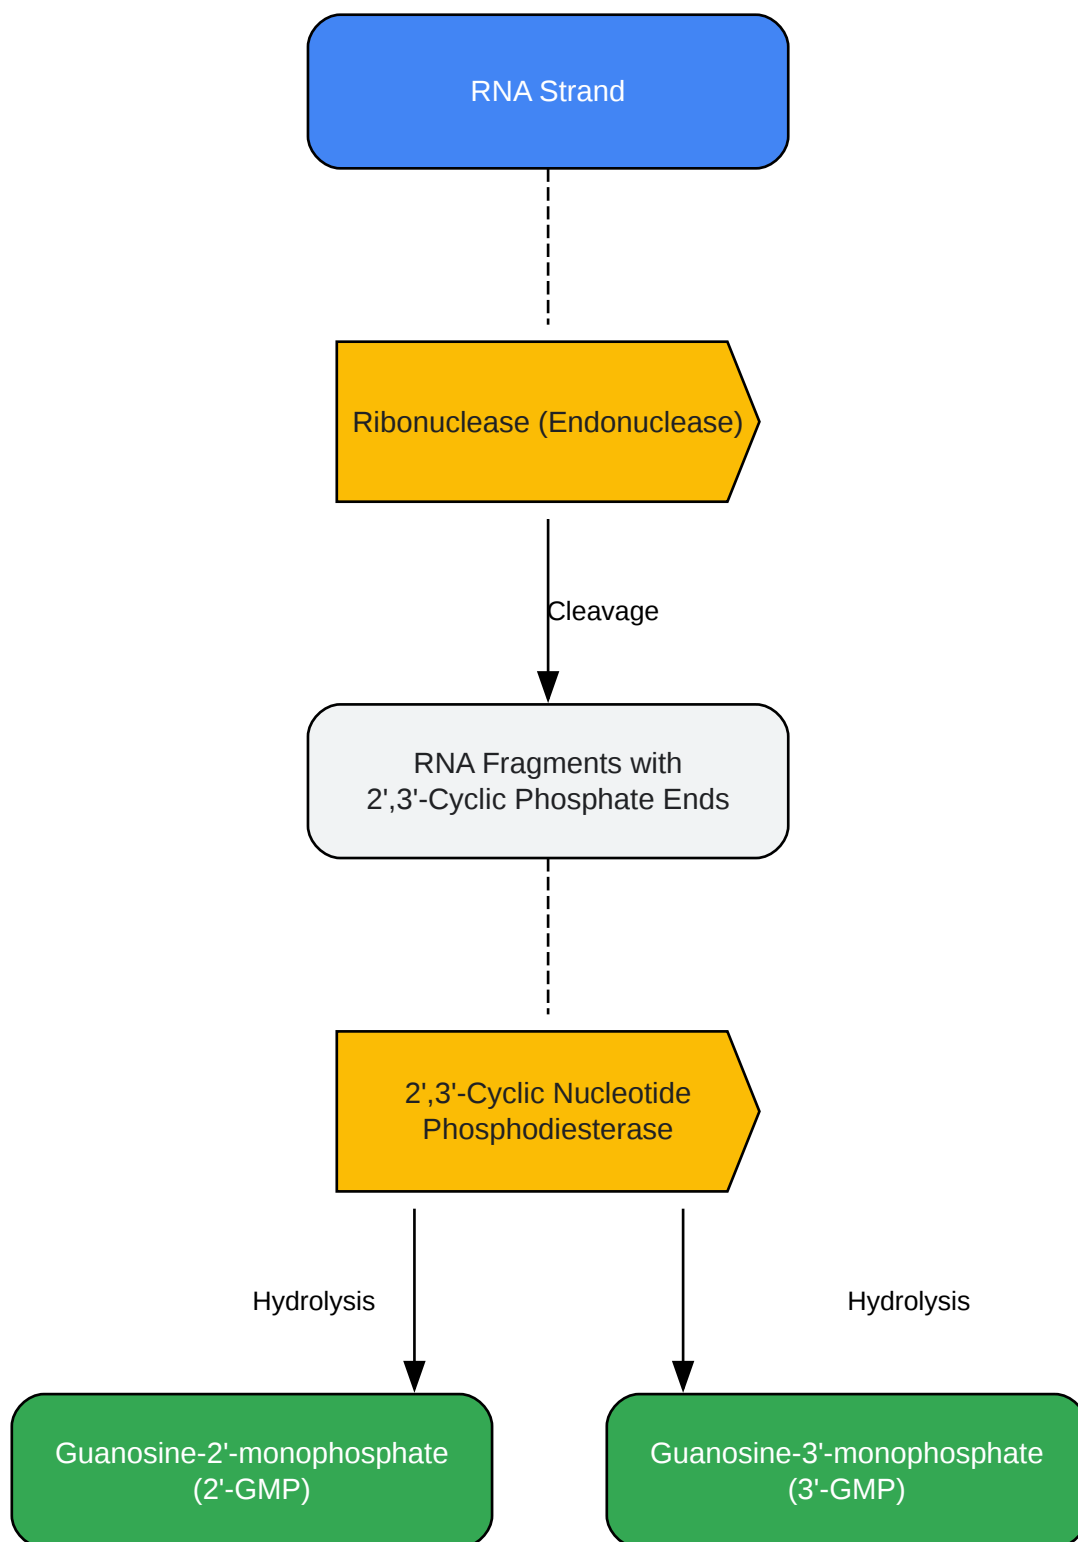 RNA Strand
Ribonuclease (Endonuclease)
Cleavage
RNA Fragments with
2',3'-Cyclic Phosphate Ends
2',3'-Cyclic Nucleotide
Phosphodiesterase
Hydrolysis
Hydrolysis
Guanosine-2'-monophosphate
(2'-GMP)
Guanosine-3'-monophosphate
(3'-GMP)